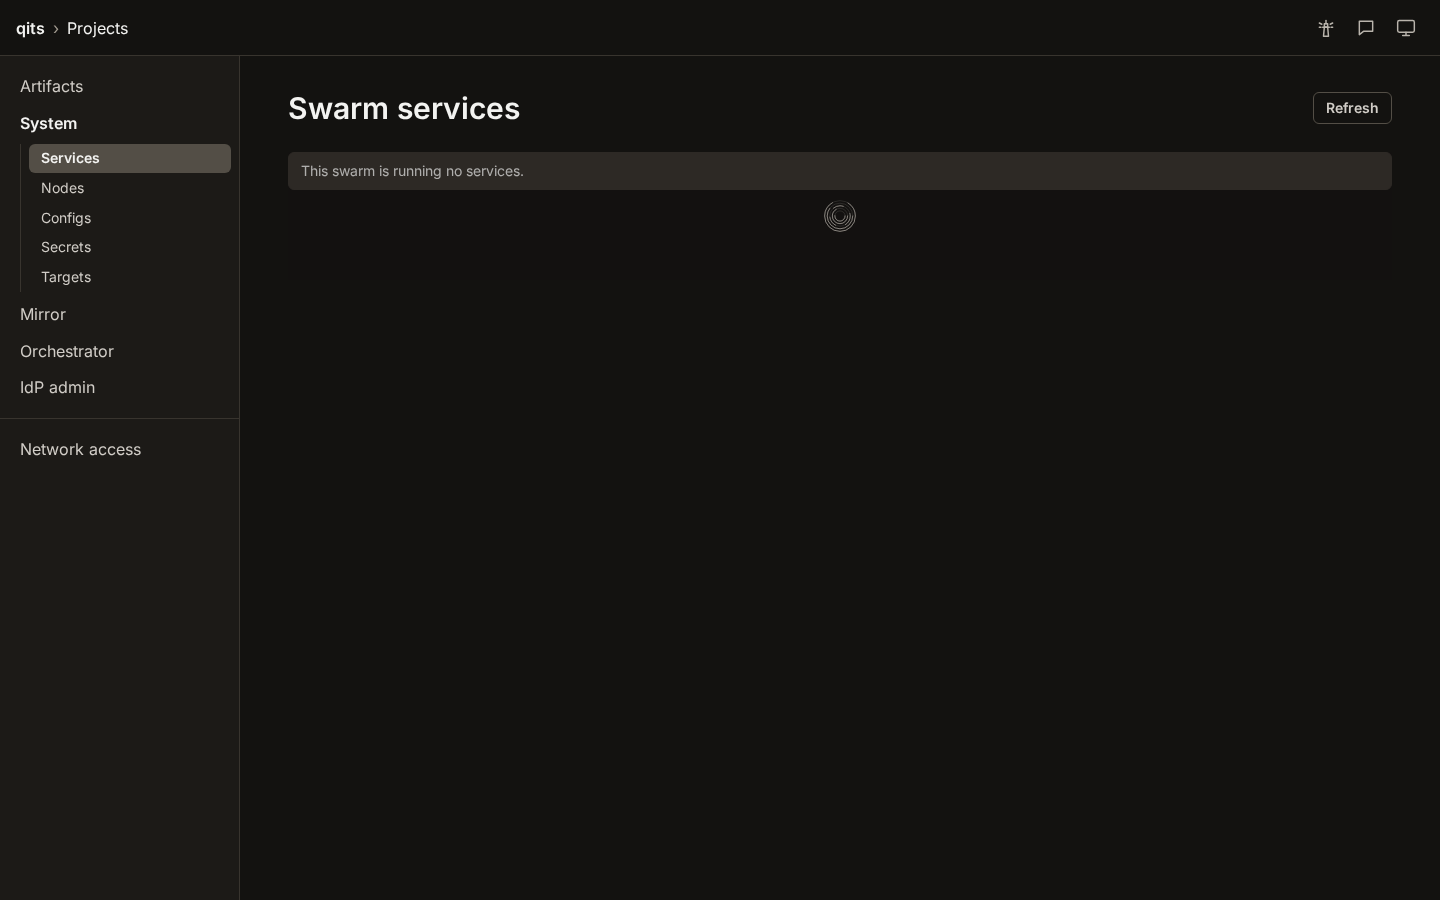 qits › Projects
Artifacts
System
Services
Nodes
Configs
Secrets
Targets
Mirror
Orchestrator
IdP admin
Network access
Swarm services
Refresh
This swarm is running no services.